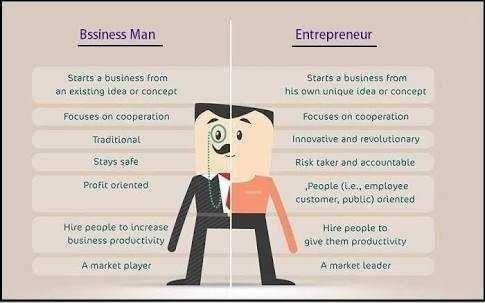 Bssiness Man
Entrepreneur
Starts a business from
an existing idea or concept
Starts a business from
his own unique idea or concept
Focuses on cooperation
Focuses on cooperation
Traditional
Innovative and revolutionary
Stays safe
Risk taker and accountable
Profit oriented
,People (i.e., employee
customer, public) oriented
Hire people to increase
business productivity
Hire people to
give them productivity
A market player
A market leader